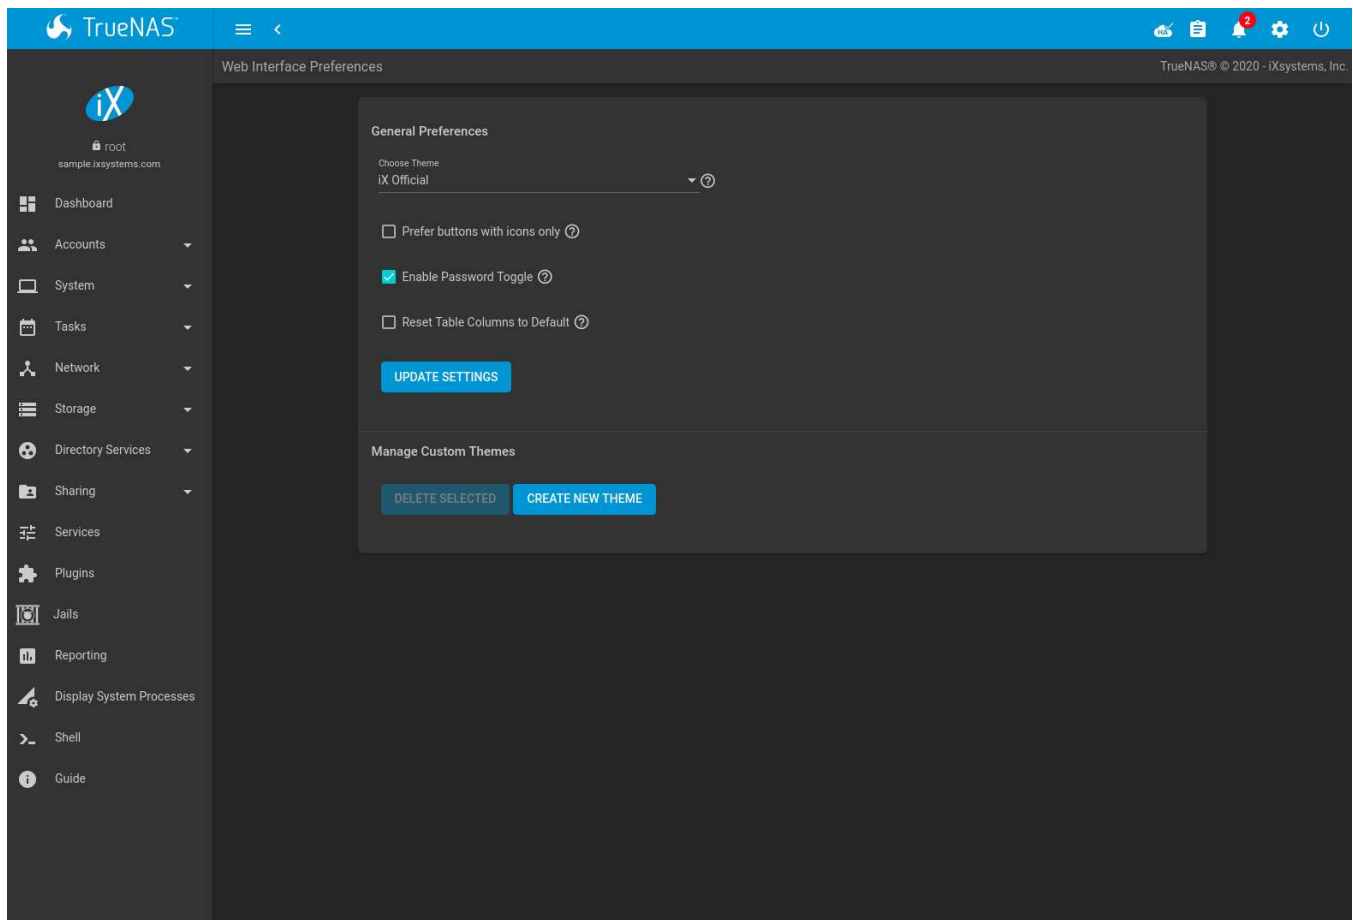 TrueNAS™
HA
2
Web Interface Preferences
TrueNAS® © 2020 - iXsystems, Inc.
iX
root
sample.ixsystems.com
Dashboard
Accounts
System
Tasks
Network
Storage
Directory Services
Sharing
Services
Plugins
Jails
Reporting
Display System Processes
Shell
Guide
General Preferences
Choose Theme
iX Official
Prefer buttons with icons only
Enable Password Toggle
Reset Table Columns to Default
UPDATE SETTINGS
Manage Custom Themes
DELETE SELECTED
CREATE NEW THEME